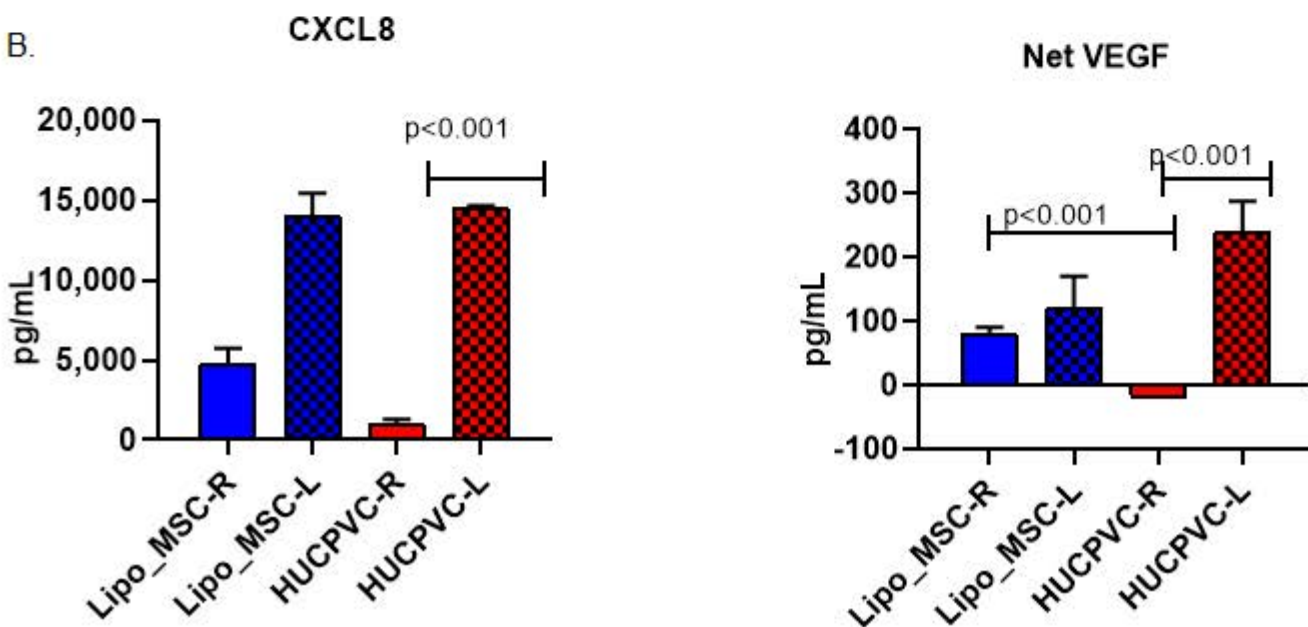 B.
CXCL8
20,000
15,000
10,000
5,000
0
pg/mL
p<0.001
Lipo_MSC-R
Lipo_MSC-L
HUCPVC-R
HUCPVC-L
Net VEGF
400
300
200
100
0
-100
pg/mL
p<0.001
p<0.001
Lipo_MSC-R
Lipo_MSC-L
HUCPVC-R
HUCPVC-L